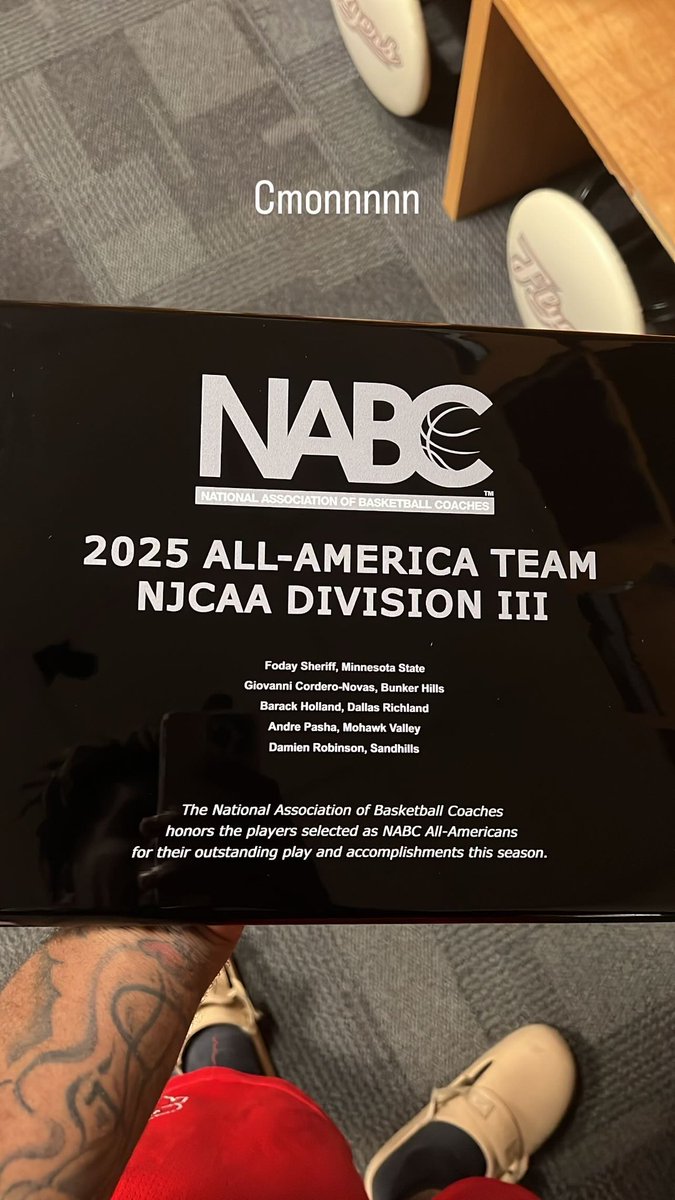 Cmonnnnn
NABC
TM
NATIONAL ASSOCIATION OF BASKETBALL COACHES
2025 ALL-AMERICA TEAM
NJCAA DIVISION III
Foday Sheriff, Minnesota State
Giovanni Cordero-Novas, Bunker Hills
Barack Holland, Dallas Richland
Andre Pasha, Mohawk Valley
Damien Robinson, Sandhills
The National Association of Basketball Coaches
honors the players selected as NABC All-Americans
for their outstanding play and accomplishments this season.